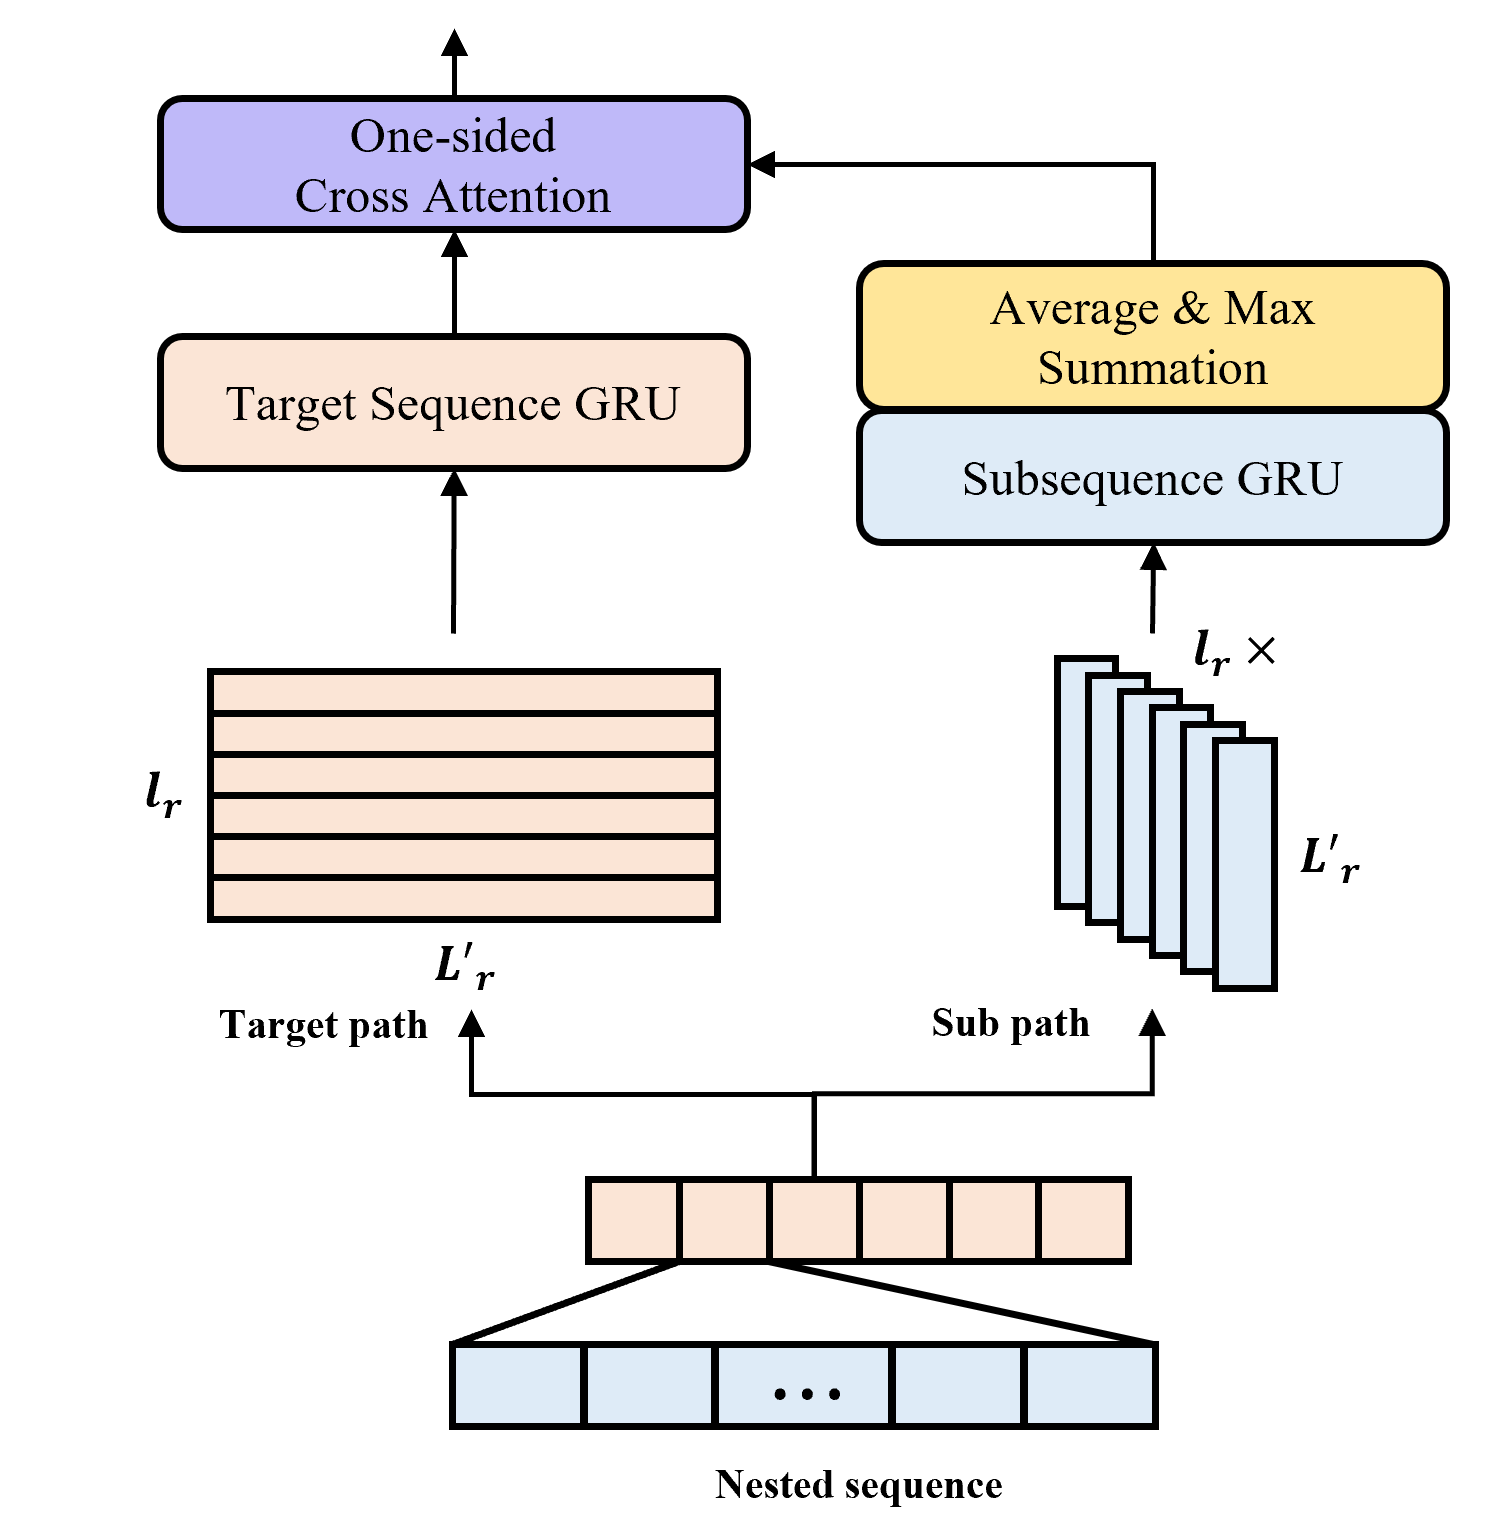 One-sided
Cross Attention
Average & Max
Summation
Target Sequence GRU
Subsequence GRU
l_r ×
l_r
L'_r
L'_r
Target path
Sub path
...
Nested sequence